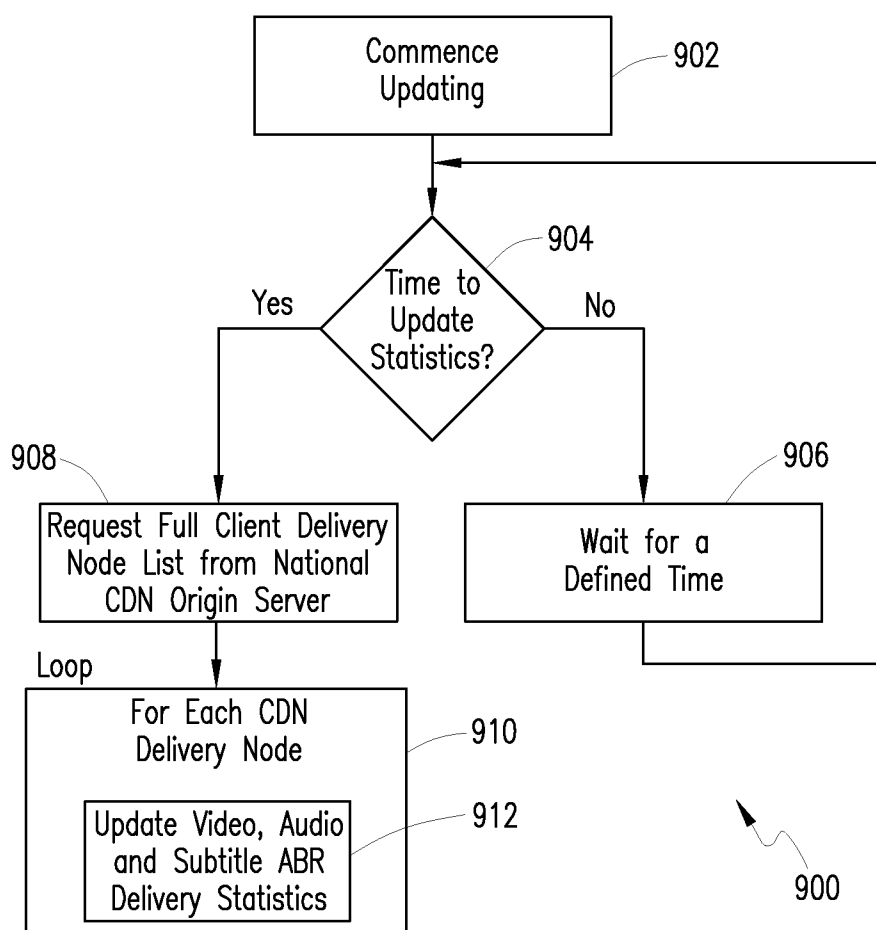 Commence
Updating
902
904
Time to
Update
Statistics?
Yes
No
908
906
Request Full Client Delivery
Node List from National
CDN Origin Server
Wait for a
Defined Time
Loop
For Each CDN
Delivery Node
910
Update Video, Audio
and Subtitle ABR
Delivery Statistics
912
900